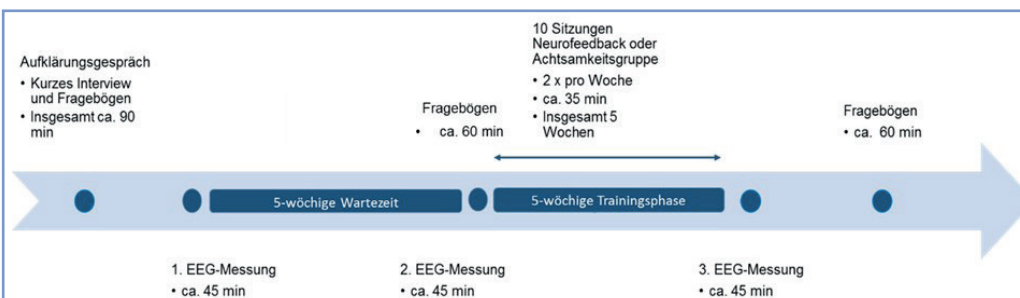 Aufklärungsgespräch
• Kurzes Interview
und Fragebögen
• Insgesamt ca. 90
min
Fragebögen
• ca. 60 min
10 Sitzungen
Neurofeedback oder
Achtsamkeitsgruppe
• 2 x pro Woche
• ca. 35 min
• Insgesamt 5
Wochen
Fragebögen
• ca. 60 min
5-wöchige Wartezeit
5-wöchige Trainingsphase
1. EEG-Messung
• ca. 45 min
2. EEG-Messung
• ca. 45 min
3. EEG-Messung
• ca. 45 min